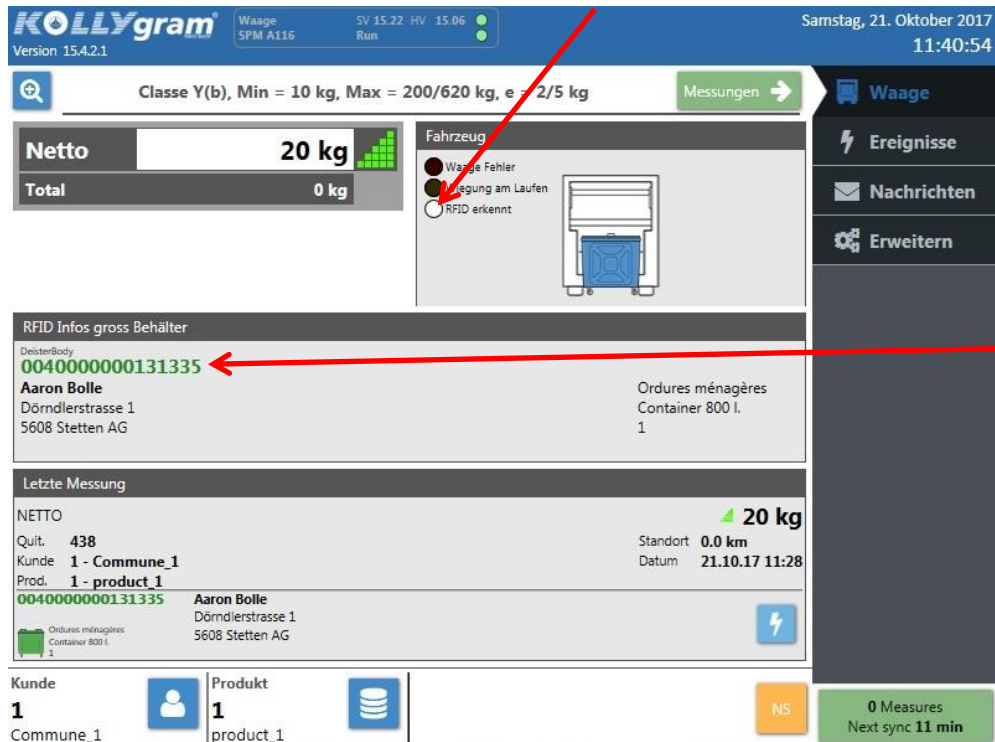 KOLLYgram
Version 15.4.2.1
Waage SV 15.22 HV 15.06
SPM A116 Run
Samstag, 21. Oktober 2017
11:40:54
Classe Y(b), Min = 10 kg, Max = 200/620 kg, e = 2/5 kg
Messungen
Waage
Ereignisse
Nachrichten
Erweitern
Netto 20 kg
Total 0 kg
Fahrzeug
Waage Fehler
Wiegung am Laufen
RFID erkennt
RFID Infos gross Behälter
DeisterBody
0040000000131335
Aaron Bolle
Dörndlerstrasse 1
5608 Stetten AG
Ordures ménagères
Container 800 l.
1
Letzte Messung
NETTO 20 kg
Quit. 438 Standort 0.0 km
Kunde 1 - Commune_1 Datum 21.10.17 11:28
Prod. 1 - product_1
0040000000131335 Aaron Bolle
Dörndlerstrasse 1
5608 Stetten AG
Ordures ménagères
Container 800 l.
1
Kunde
1
Commune_1
Produkt
1
product_1
NS
0 Measures
Next sync 11 min